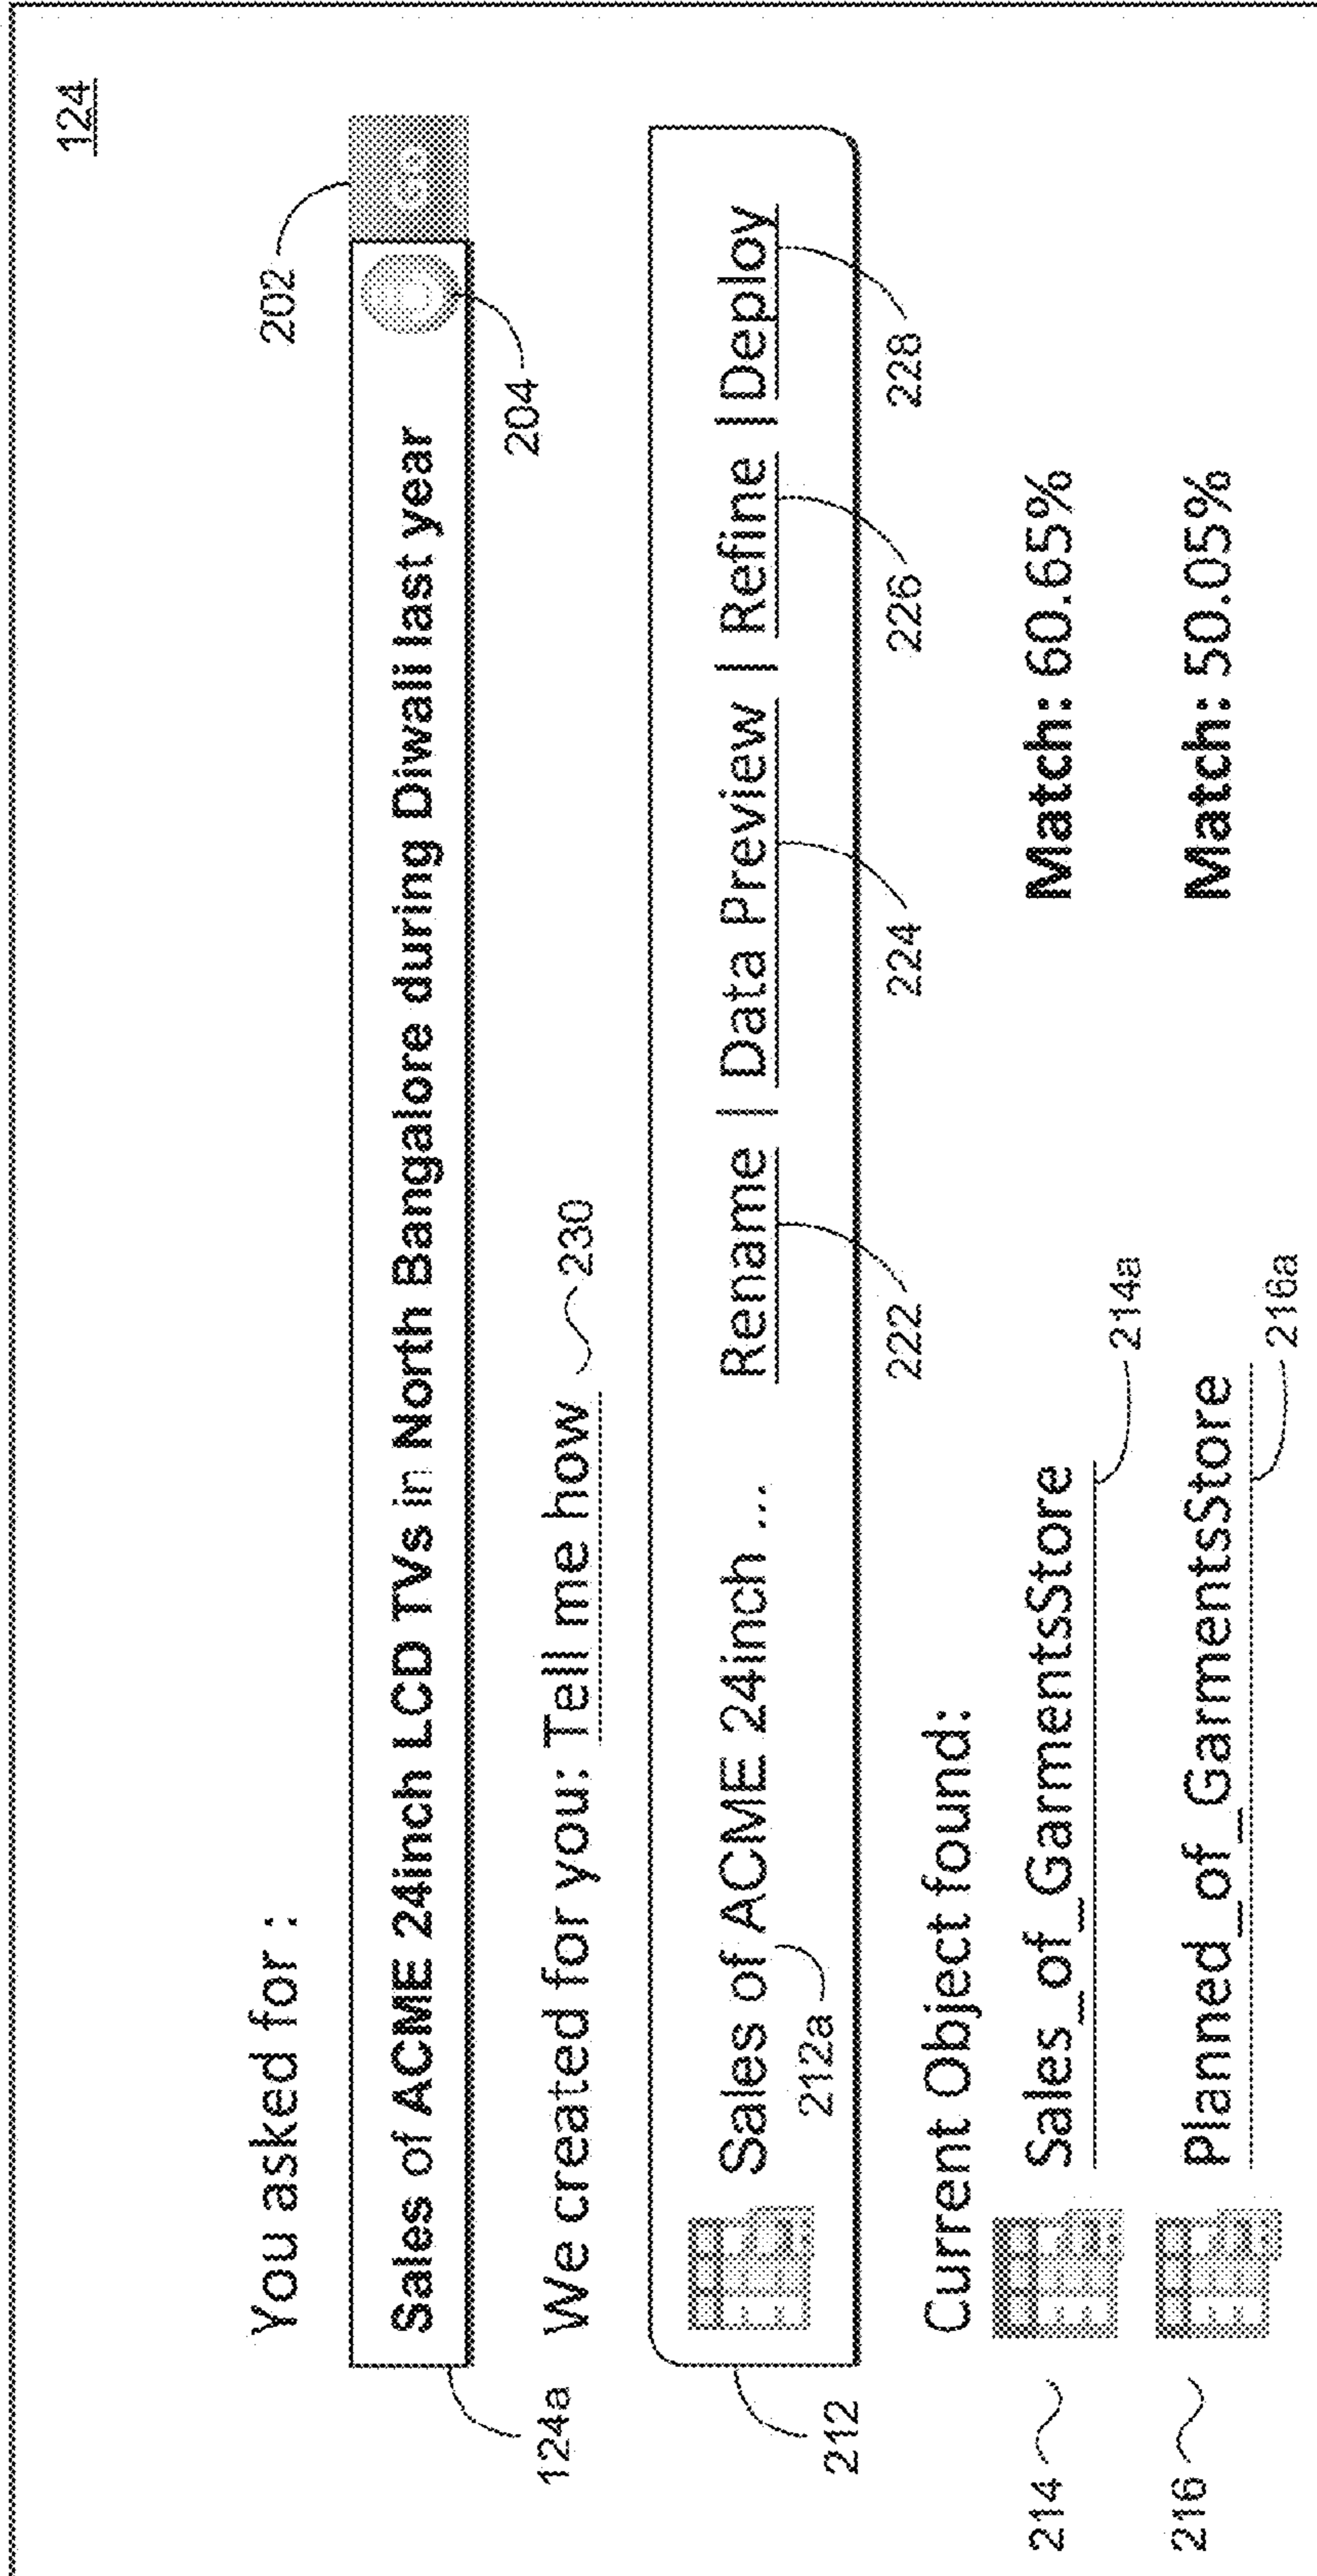 124
You asked for :
202
Sales of ACME 24inch LCD TVs in North Bangalore during Diwali last year Go
124a
204
We created for you: Tell me how 230
Sales of ACME 24inch ... Rename | Data Preview | Refine | Deploy
212a
212
222 224 226 228
Current Object found:
214 Sales_of_GarmentsStore Match: 60.65%
214a
216 Planned_of_GarmentsStore Match: 50.05%
216a